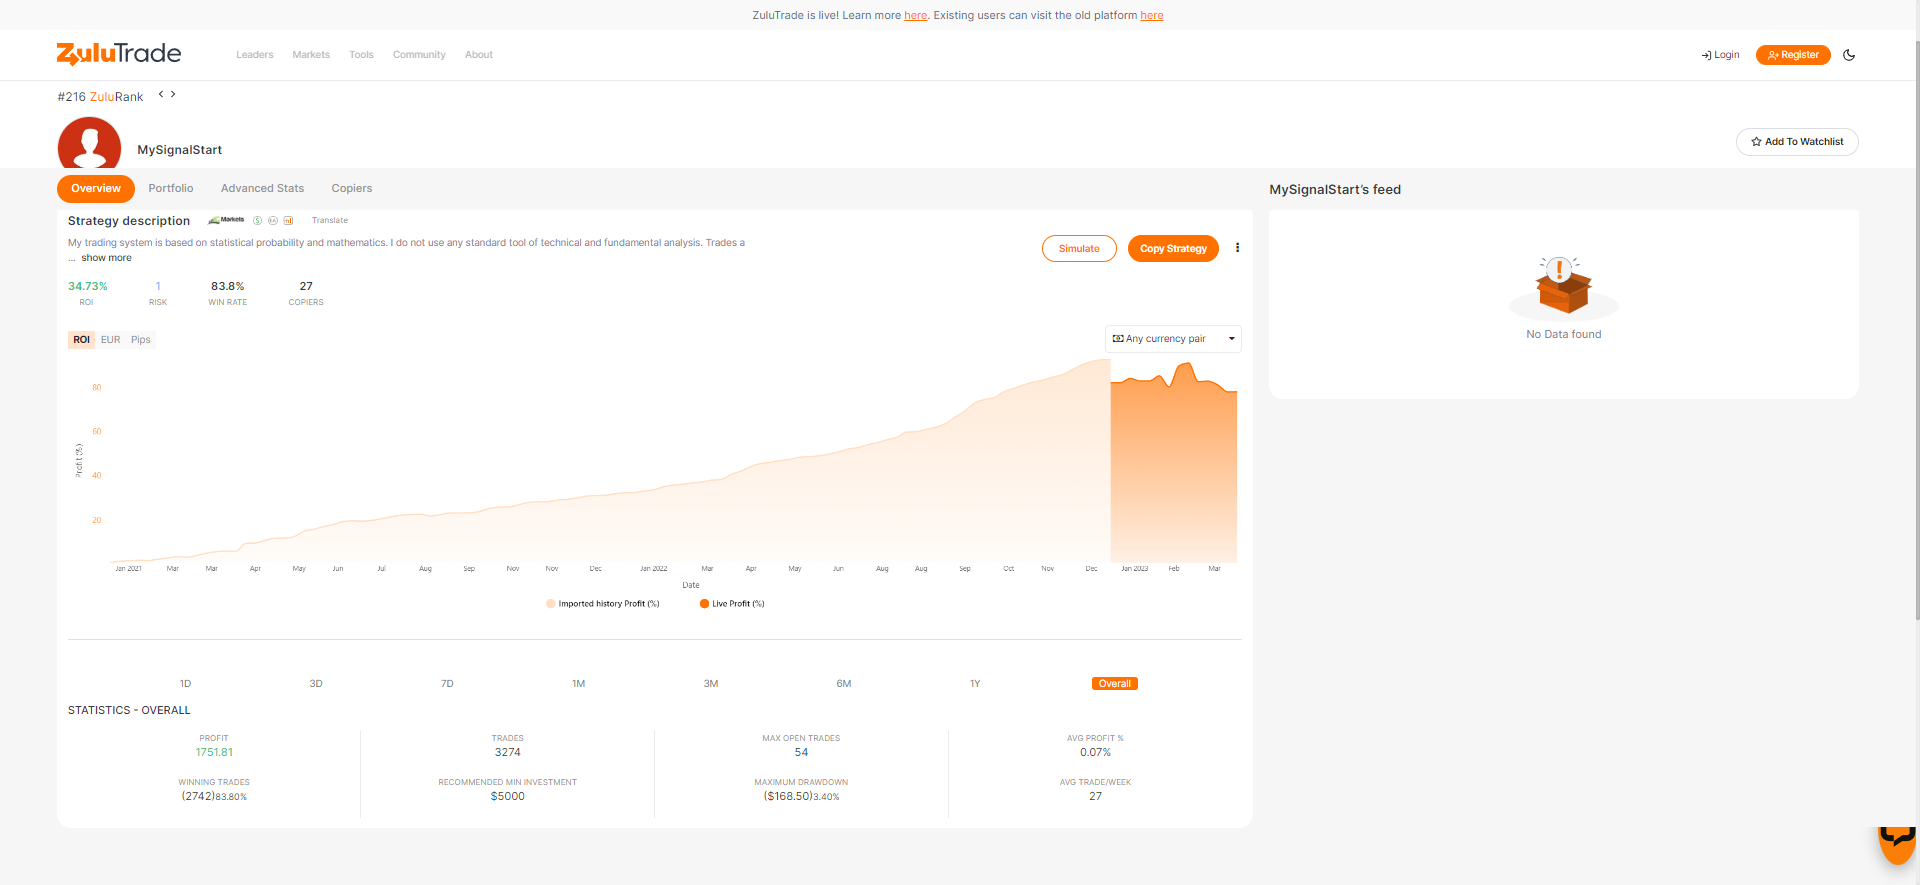 ZuluTrade is live! Learn more here. Existing users can visit the old platform here
ZuluTrade
Leaders Markets Tools Community About
Login
Register
#216 ZuluRank
MySignalStart
Add To Watchlist
Overview Portfolio Advanced Stats Copiers
MySignalStart's feed
Strategy description
Markets
Translate
My trading system is based on statistical probability and mathematics. I do not use any standard tool of technical and fundamental analysis. Trades a
... show more
Simulate
Copy Strategy
34.73% 1 83.8% 27
ROI RISK WIN RATE COPIERS
No Data found
ROI EUR Pips
Any currency pair
80
60
40
20
Profit (%)
Jan 2021 Mar Mar Apr May Jun Jul Aug Sep Nov Nov Dec Jan 2022 Mar Apr May Jun Aug Aug Sep Oct Nov Dec Jan 2023 Feb Mar
Date
Imported history Profit (%) Live Profit (%)
1D 3D 7D 1M 3M 6M 1Y Overall
STATISTICS - OVERALL
PROFIT TRADES MAX OPEN TRADES AVG PROFIT %
1751.81 3274 54 0.07%
WINNING TRADES RECOMMENDED MIN INVESTMENT MAXIMUM DRAWDOWN AVG TRADE/WEEK
(2742)83.80% $5000 ($168.50)3.40% 27